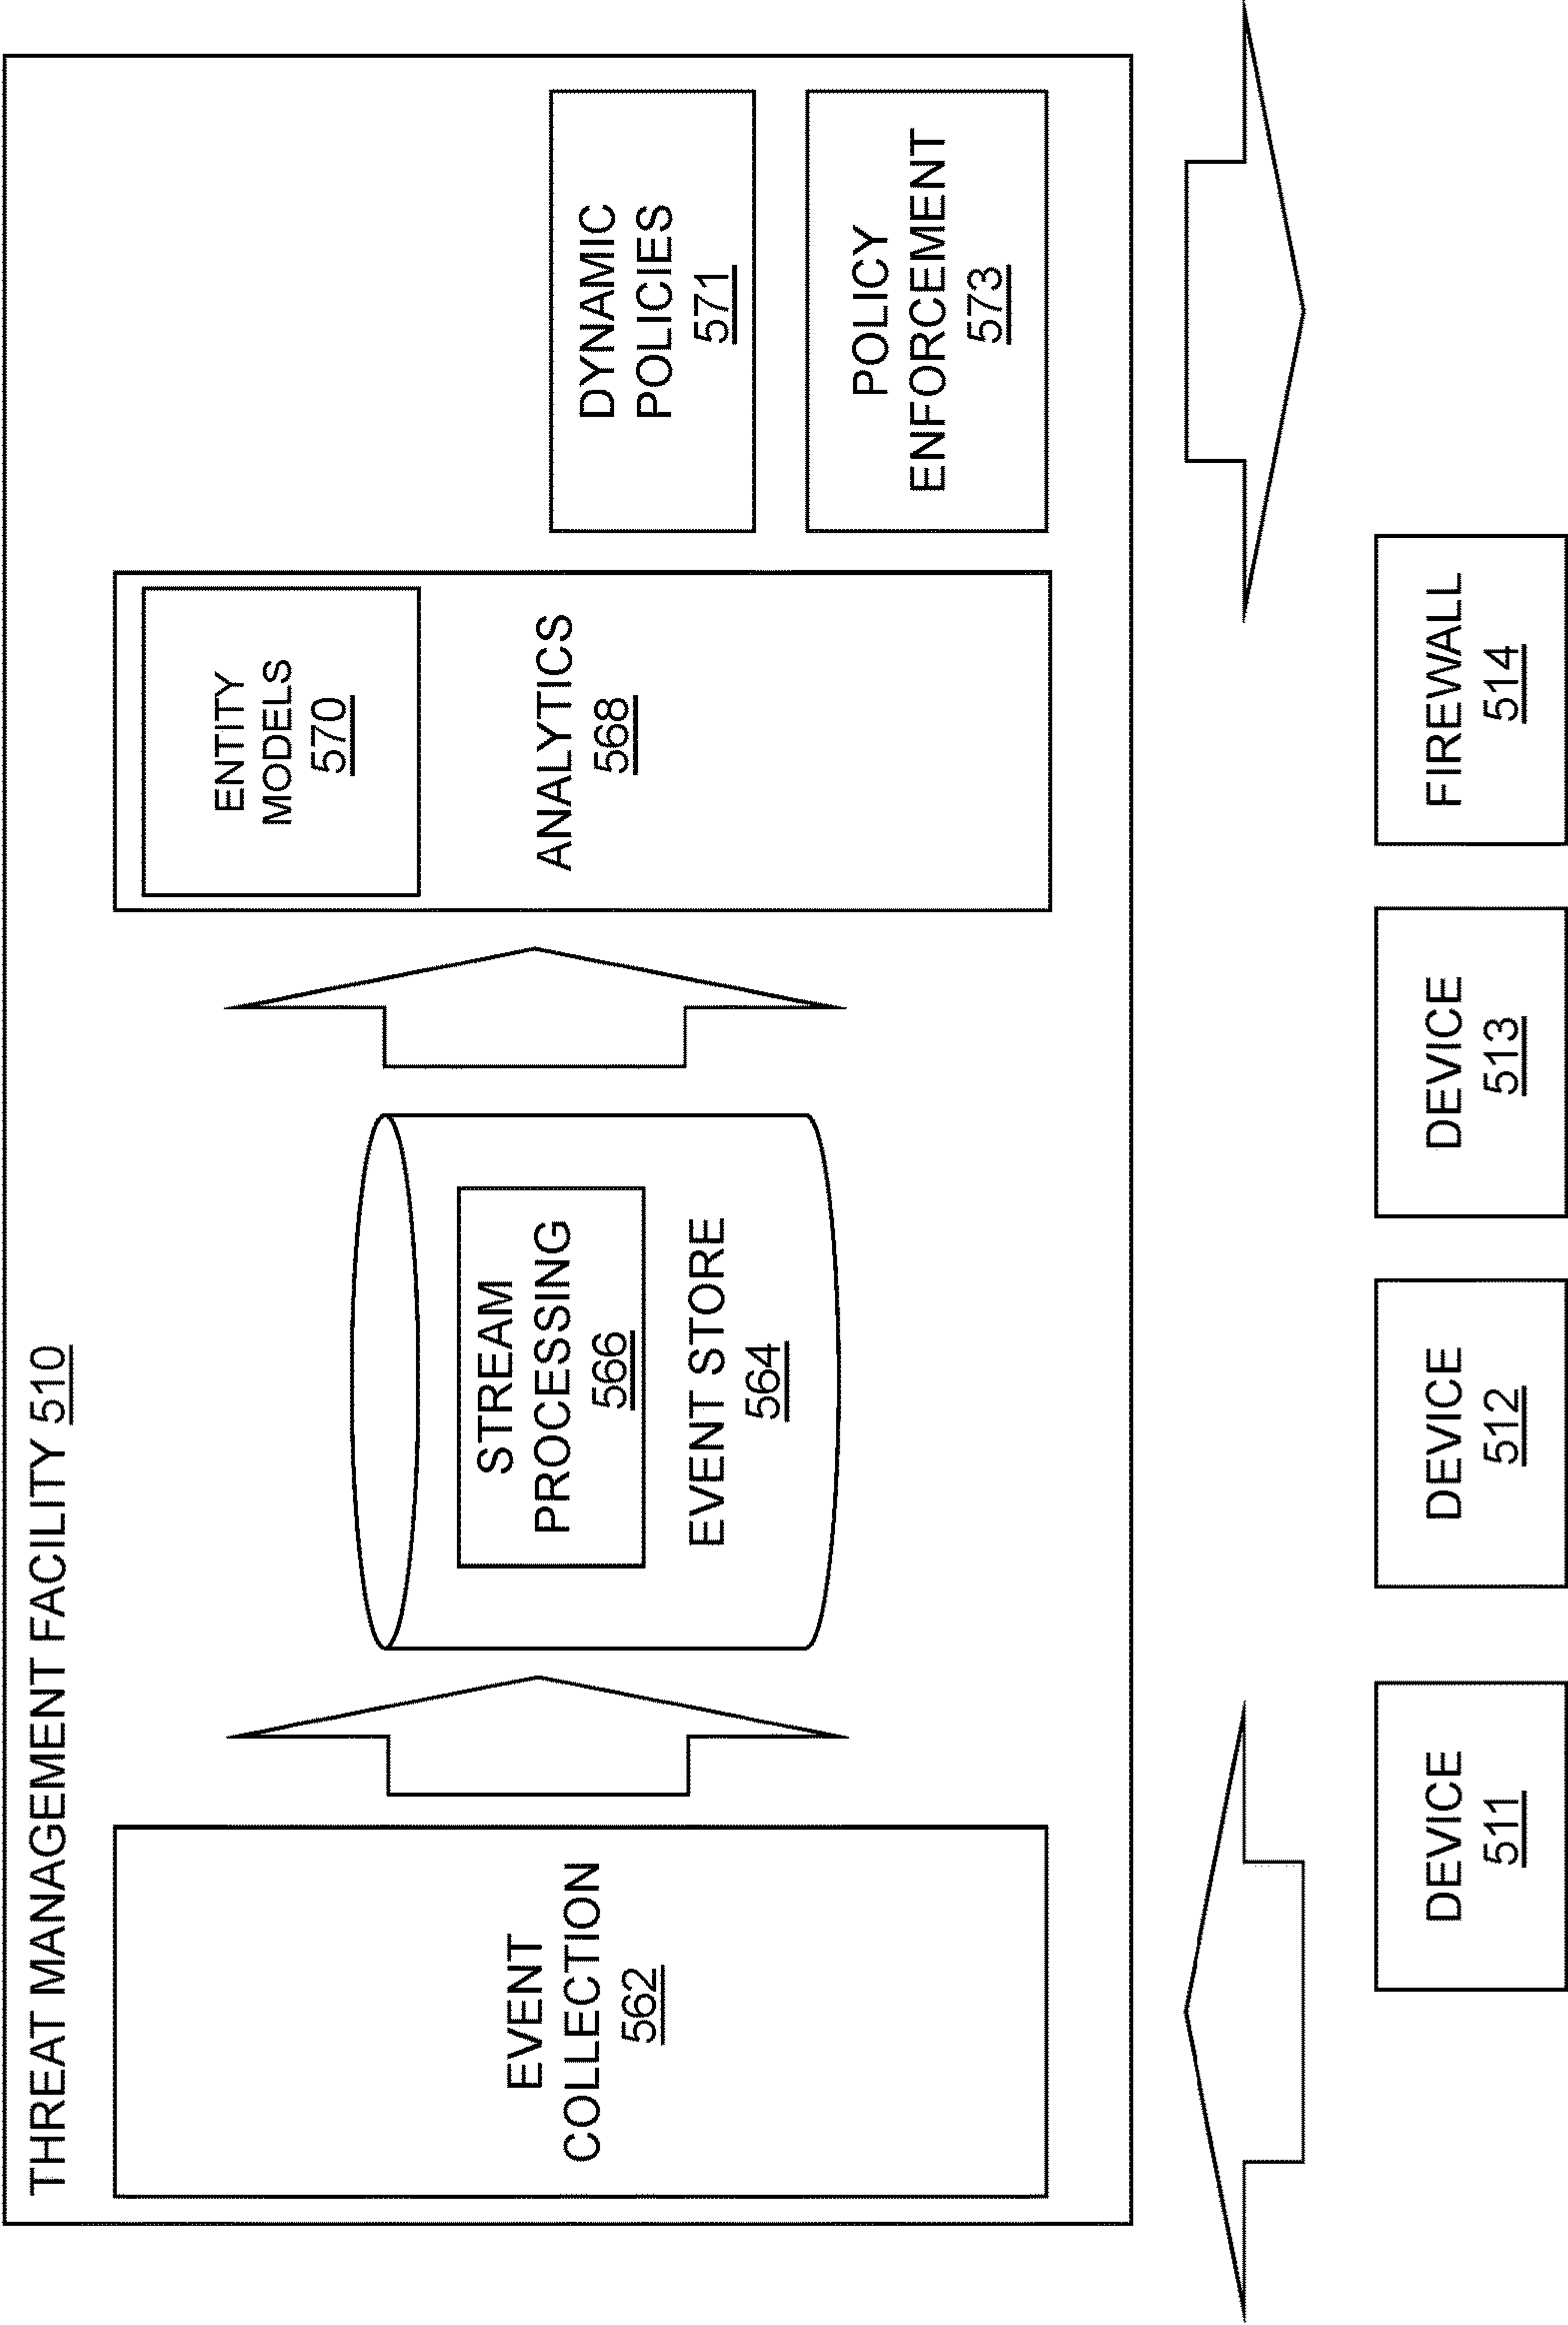 THREAT MANAGEMENT FACILITY 510
EVENT
COLLECTION
562
STREAM
PROCESSING
566
EVENT STORE
564
ENTITY
MODELS
570
ANALYTICS
568
DYNAMIC
POLICIES
571
POLICY
ENFORCEMENT
573
DEVICE
511
DEVICE
512
DEVICE
513
FIREWALL
514